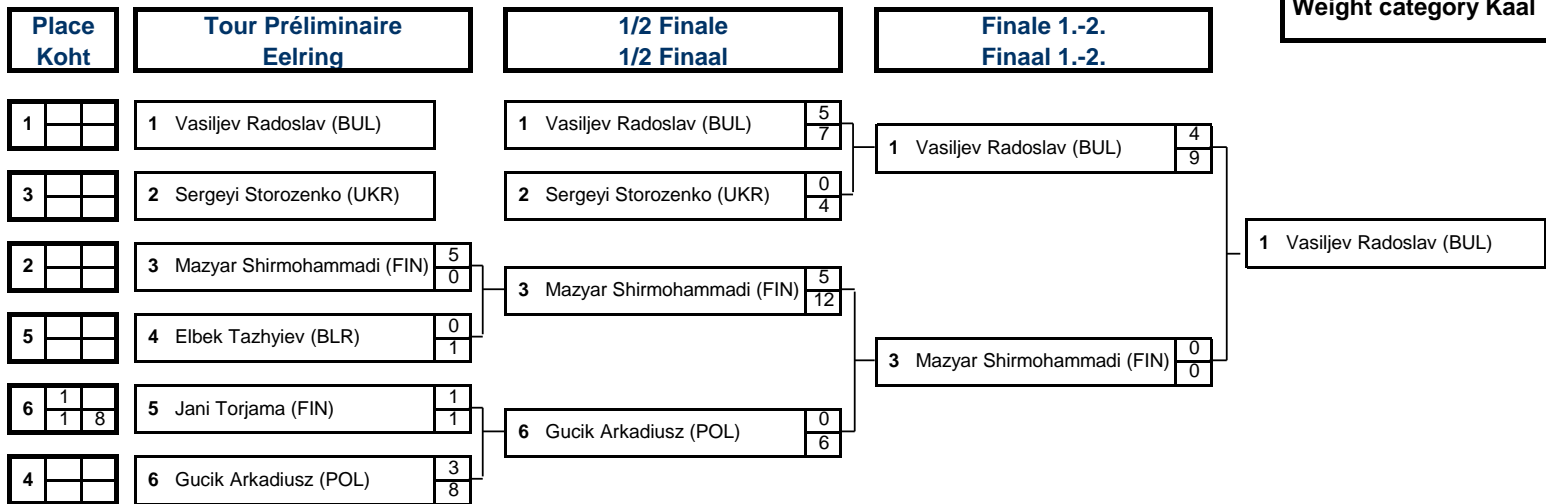 Weight category Kaal
Place Tour Préliminaire 1/2 Finale Finale 1.-2.
Koht Eelring 1/2 Finaal Finaal 1.-2.
1 1 Vasiljev Radoslav (BUL) 1 Vasiljev Radoslav (BUL) 5
7
1 Vasiljev Radoslav (BUL) 4
9
3 2 Sergeyi Storozenko (UKR) 2 Sergeyi Storozenko (UKR) 0
4
1 Vasiljev Radoslav (BUL)
2 3 Mazyar Shirmohammadi (FIN) 5
0
3 Mazyar Shirmohammadi (FIN) 5
12
5 4 Elbek Tazhyiev (BLR) 0
1
3 Mazyar Shirmohammadi (FIN) 0
0
6 1 5 Jani Torjama (FIN) 1
1 8 1
6 Gucik Arkadiusz (POL) 0
6
4 6 Gucik Arkadiusz (POL) 3
8